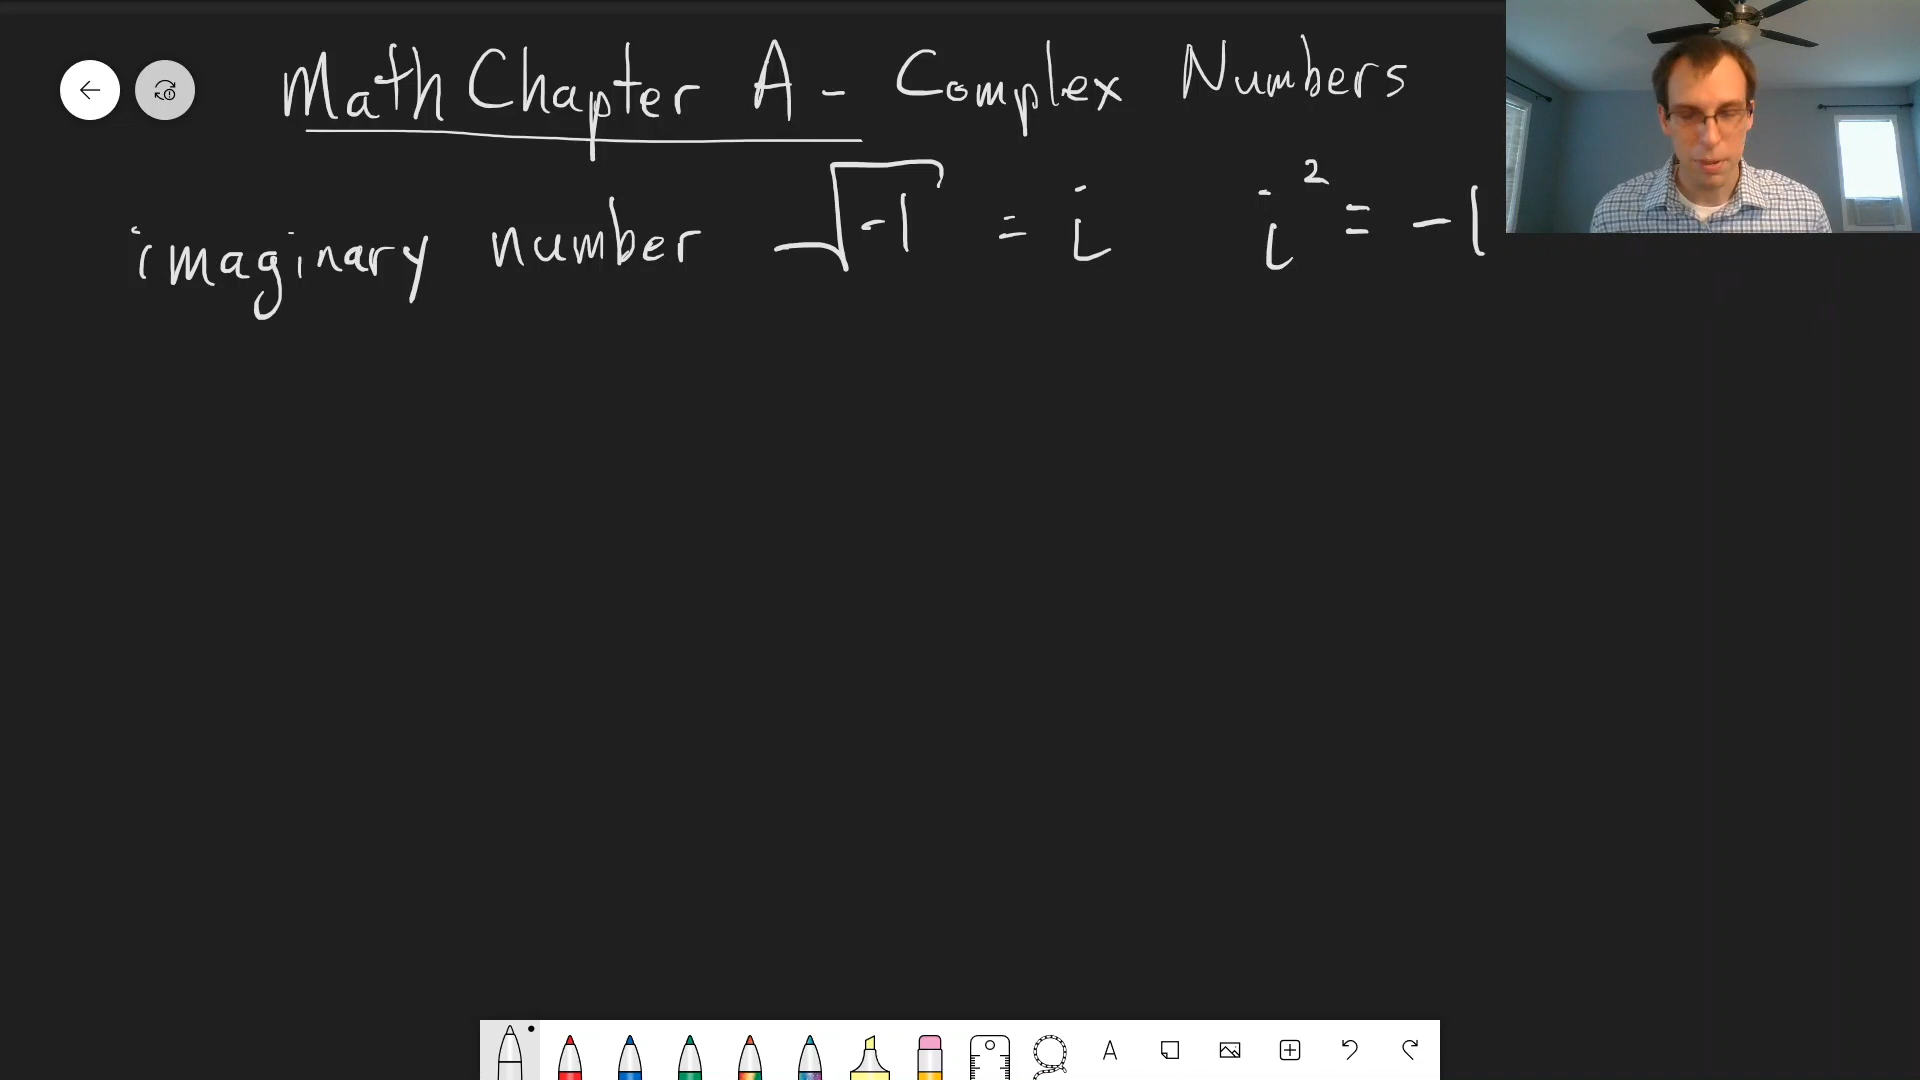 Math Chapter A - Complex Numbers
imaginary number √-1 = i i² = -1
A